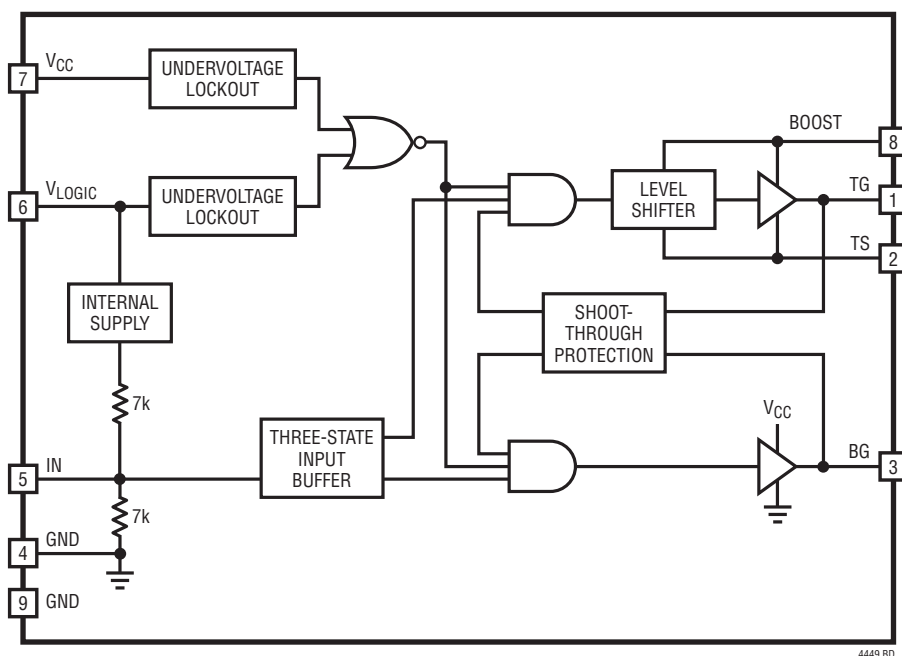 7
VCC
UNDERVOLTAGE
LOCKOUT
BOOST
8
6
VLOGIC
UNDERVOLTAGE
LOCKOUT
LEVEL
SHIFTER
TG
1
TS
2
INTERNAL
SUPPLY
SHOOT-
THROUGH
PROTECTION
7k
THREE-STATE
INPUT
BUFFER
VCC
5
IN
BG
3
7k
4
GND
9
GND
4449 BD